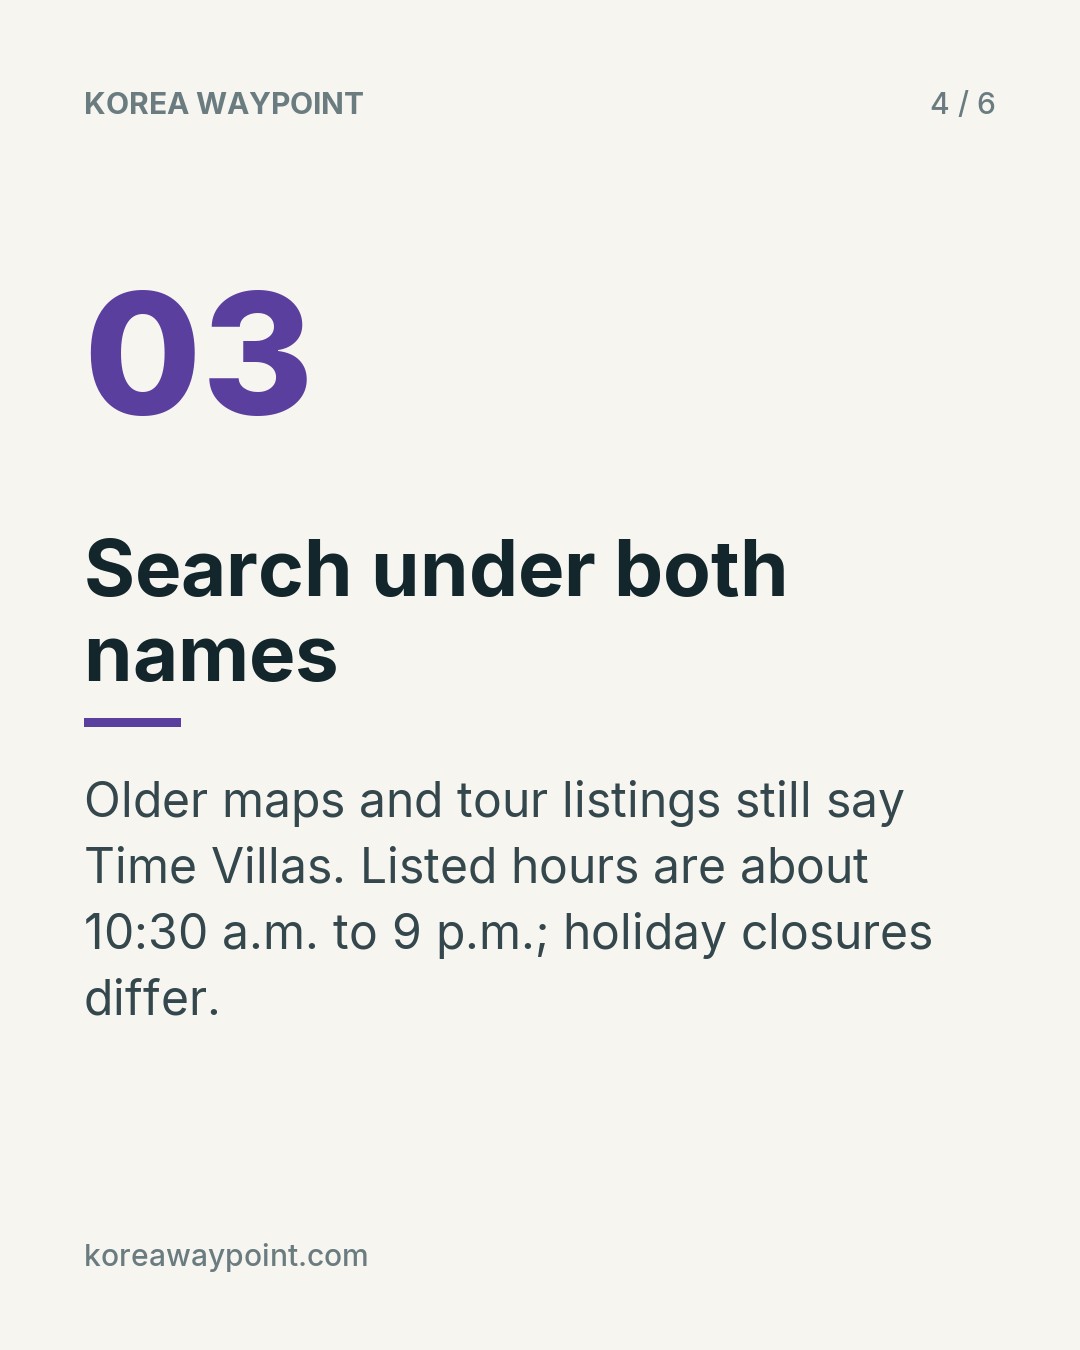 KOREA WAYPOINT
4 / 6
03
Search under both
names
Older maps and tour listings still say
Time Villas. Listed hours are about
10:30 a.m. to 9 p.m.; holiday closures
differ.
koreawaypoint.com